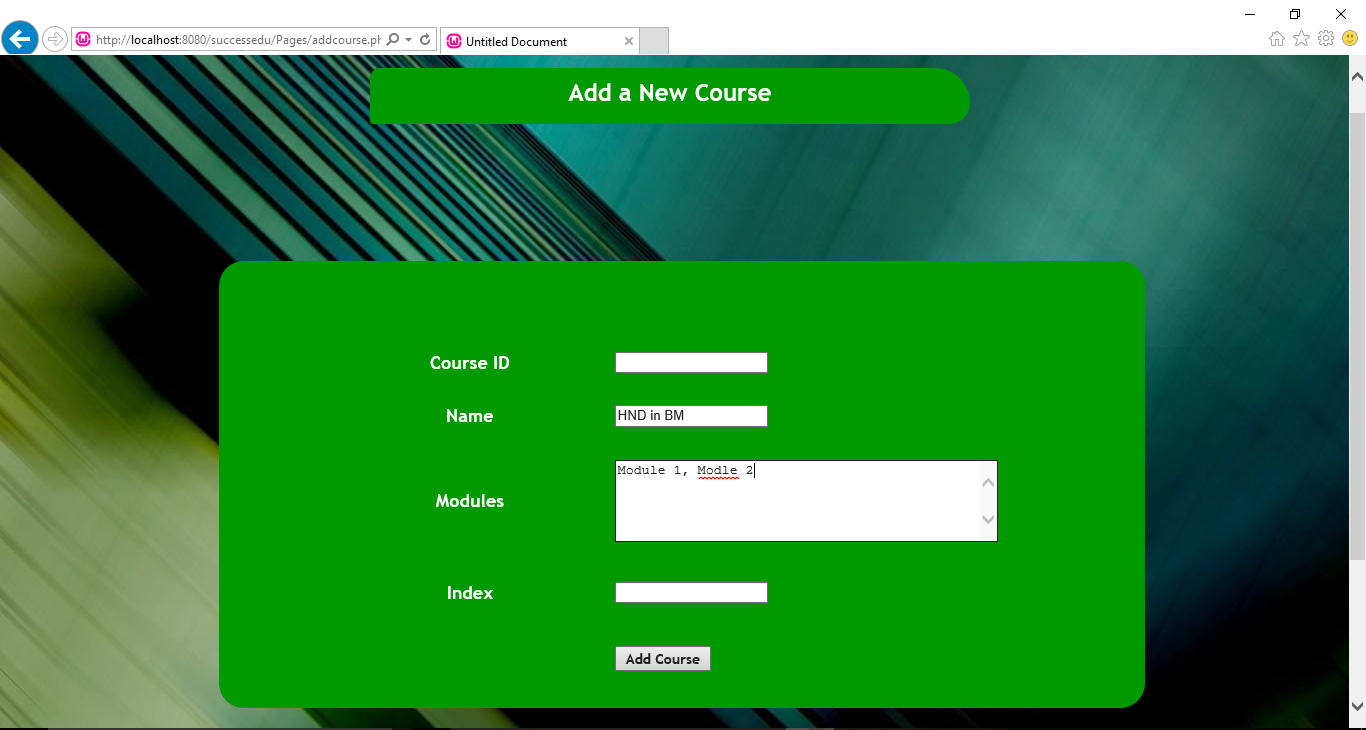 http://localhost:8080/successedu/Pages/addcourse.ph
Untitled Document
Add a New Course
Course ID
Name HND in BM
Modules Module 1, Modle 2
Index
Add Course